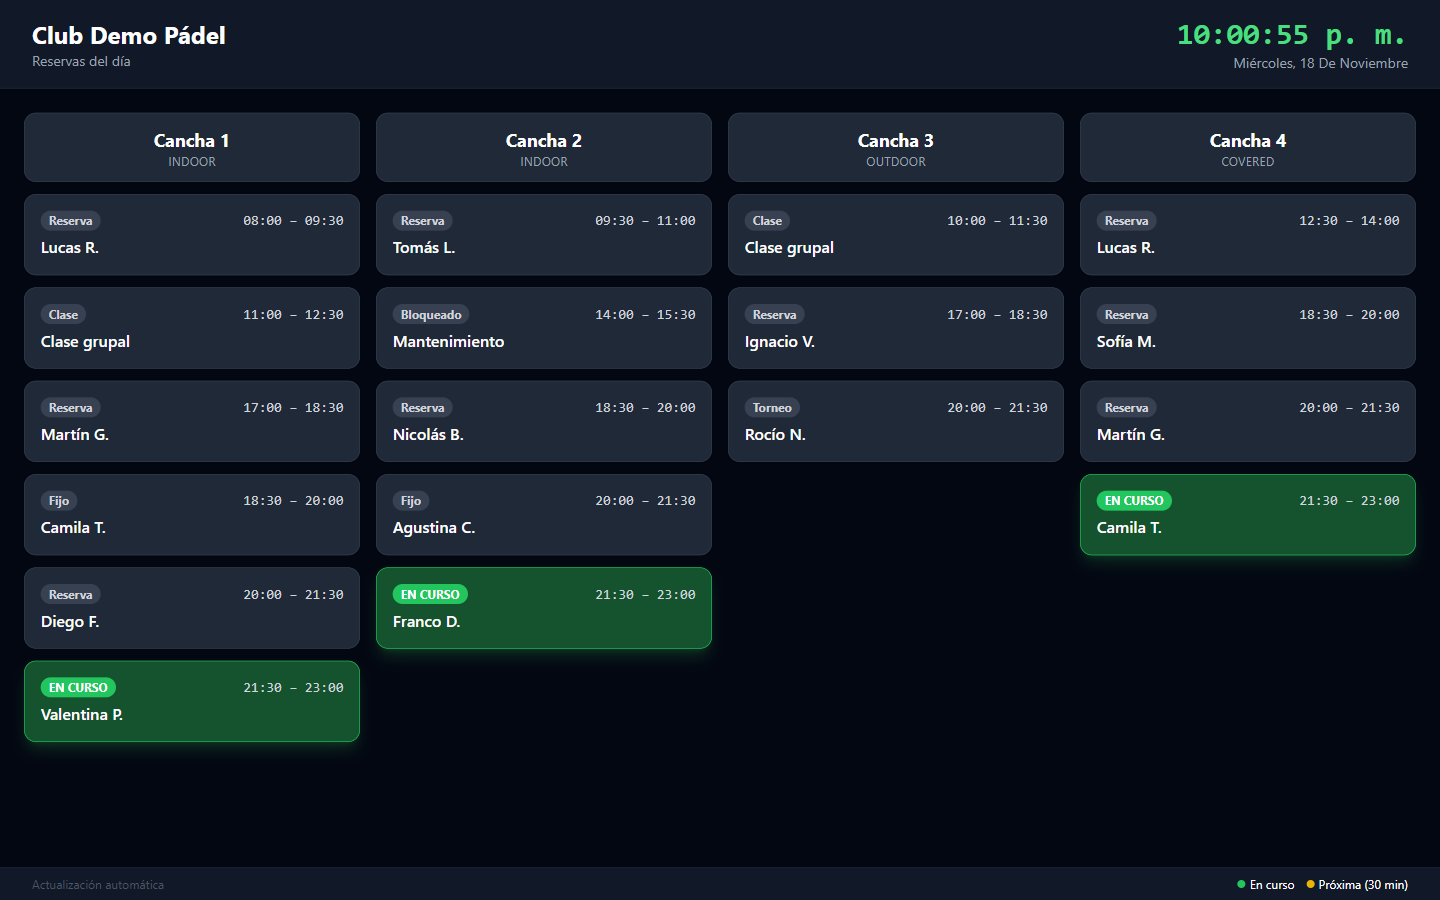 Club Demo Pádel
Reservas del día
10:00:55 p. m.
Miércoles, 18 De Noviembre
Cancha 1
INDOOR
Reserva 08:00 – 09:30
Lucas R.
Clase 11:00 – 12:30
Clase grupal
Reserva 17:00 – 18:30
Martín G.
Fijo 18:30 – 20:00
Camila T.
Reserva 20:00 – 21:30
Diego F.
EN CURSO 21:30 – 23:00
Valentina P.
Cancha 2
INDOOR
Reserva 09:30 – 11:00
Tomás L.
Bloqueado 14:00 – 15:30
Mantenimiento
Reserva 18:30 – 20:00
Nicolás B.
Fijo 20:00 – 21:30
Agustina C.
EN CURSO 21:30 – 23:00
Franco D.
Cancha 3
OUTDOOR
Clase 10:00 – 11:30
Clase grupal
Reserva 17:00 – 18:30
Ignacio V.
Torneo 20:00 – 21:30
Rocío N.
Cancha 4
COVERED
Reserva 12:30 – 14:00
Lucas R.
Reserva 18:30 – 20:00
Sofía M.
Reserva 20:00 – 21:30
Martín G.
EN CURSO 21:30 – 23:00
Camila T.
Actualización automática
En curso Próxima (30 min)